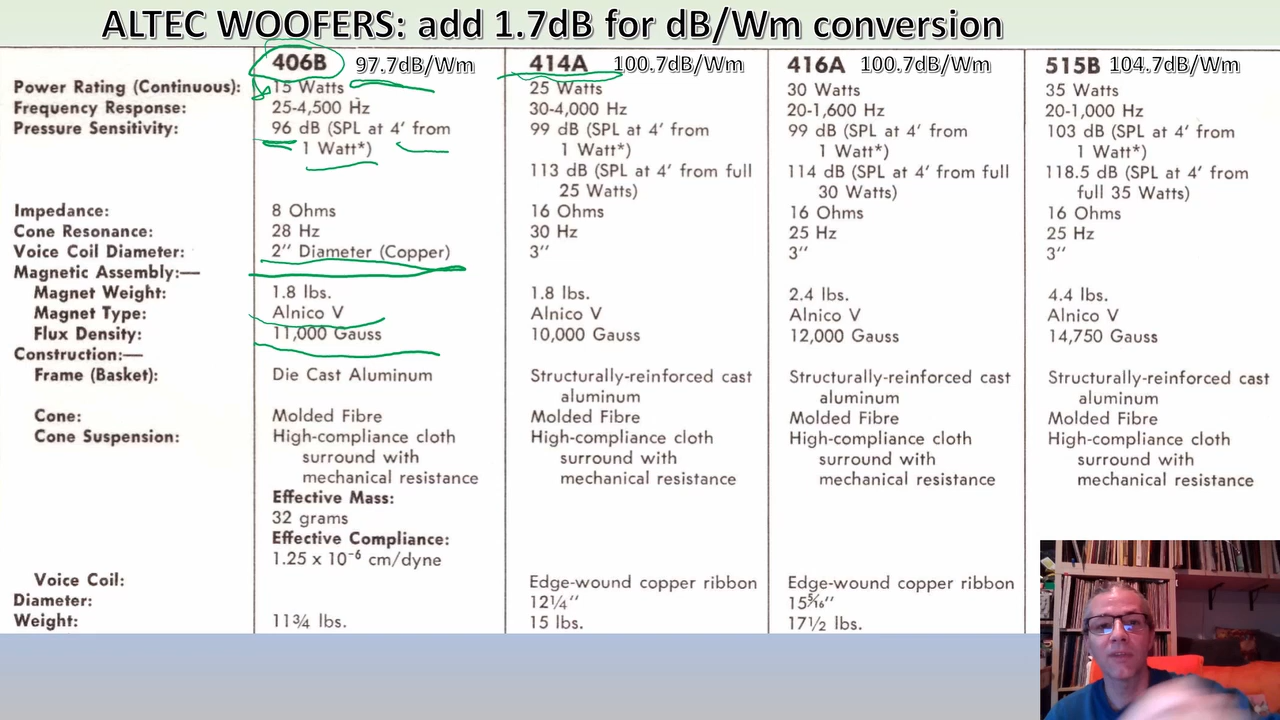 ALTEC WOOFERS: add 1.7dB for dB/Wm conversion
406B 97.7dB/Wm 414A 100.7dB/Wm 416A 100.7dB/Wm 515B 104.7dB/Wm
Power Rating (Continuous): 15 Watts 25 Watts 30 Watts 35 Watts
Frequency Response: 25-4,500 Hz 30-4,000 Hz 20-1,600 Hz 20-1,000 Hz
Pressure Sensitivity: 96 dB (SPL at 4′ from 99 dB (SPL at 4′ from 99 dB (SPL at 4′ from 103 dB (SPL at 4′ from
1 Watt*) 1 Watt*) 1 Watt*) 1 Watt*)
113 dB (SPL at 4′ from full 114 dB (SPL at 4′ from full 118.5 dB (SPL at 4′ from
25 Watts) 30 Watts) full 35 Watts)
Impedance: 8 Ohms 16 Ohms 16 Ohms 16 Ohms
Cone Resonance: 28 Hz 30 Hz 25 Hz 25 Hz
Voice Coil Diameter: 2″ Diameter (Copper) 3″ 3″ 3″
Magnetic Assembly:—
Magnet Weight: 1.8 lbs. 1.8 lbs. 2.4 lbs. 4.4 lbs.
Magnet Type: Alnico V Alnico V Alnico V Alnico V
Flux Density: 11,000 Gauss 10,000 Gauss 12,000 Gauss 14,750 Gauss
Construction:—
Frame (Basket): Die Cast Aluminum Structurally-reinforced cast Structurally-reinforced cast Structurally-reinforced cast
aluminum aluminum aluminum
Cone: Molded Fibre Molded Fibre Molded Fibre Molded Fibre
Cone Suspension: High-compliance cloth High-compliance cloth High-compliance cloth High-compliance cloth
surround with surround with surround with surround with
mechanical resistance mechanical resistance mechanical resistance mechanical resistance
Effective Mass:
32 grams
Effective Compliance:
1.25 x 10⁻⁶ cm/dyne
Voice Coil: Edge-wound copper ribbon Edge-wound copper ribbon
Diameter: 12¼″ 15⁵⁄₁₆″
Weight: 11¾ lbs. 15 lbs. 17½ lbs.